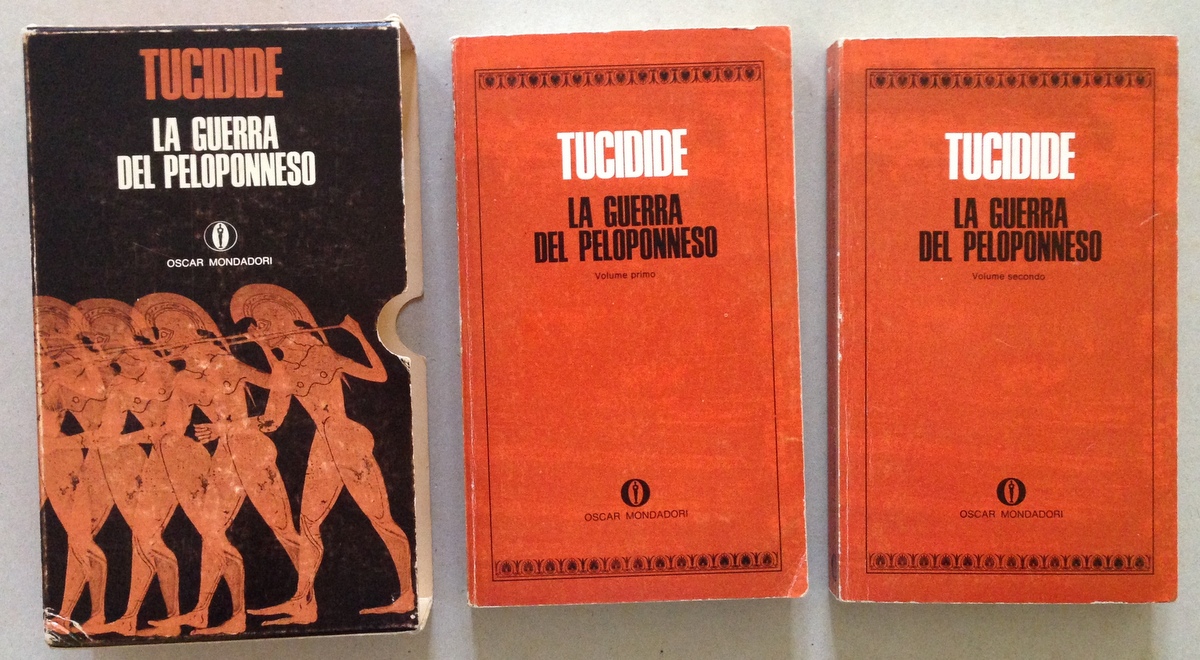 TUCIDIDE
LA GUERRA
DEL PELOPONNESO
OSCAR MONDADORI
TUCIDIDE
LA GUERRA
DEL PELOPONNESO
Volume primo
OSCAR MONDADORI
TUCIDIDE
LA GUERRA
DEL PELOPONNESO
Volume secondo
OSCAR MONDADORI